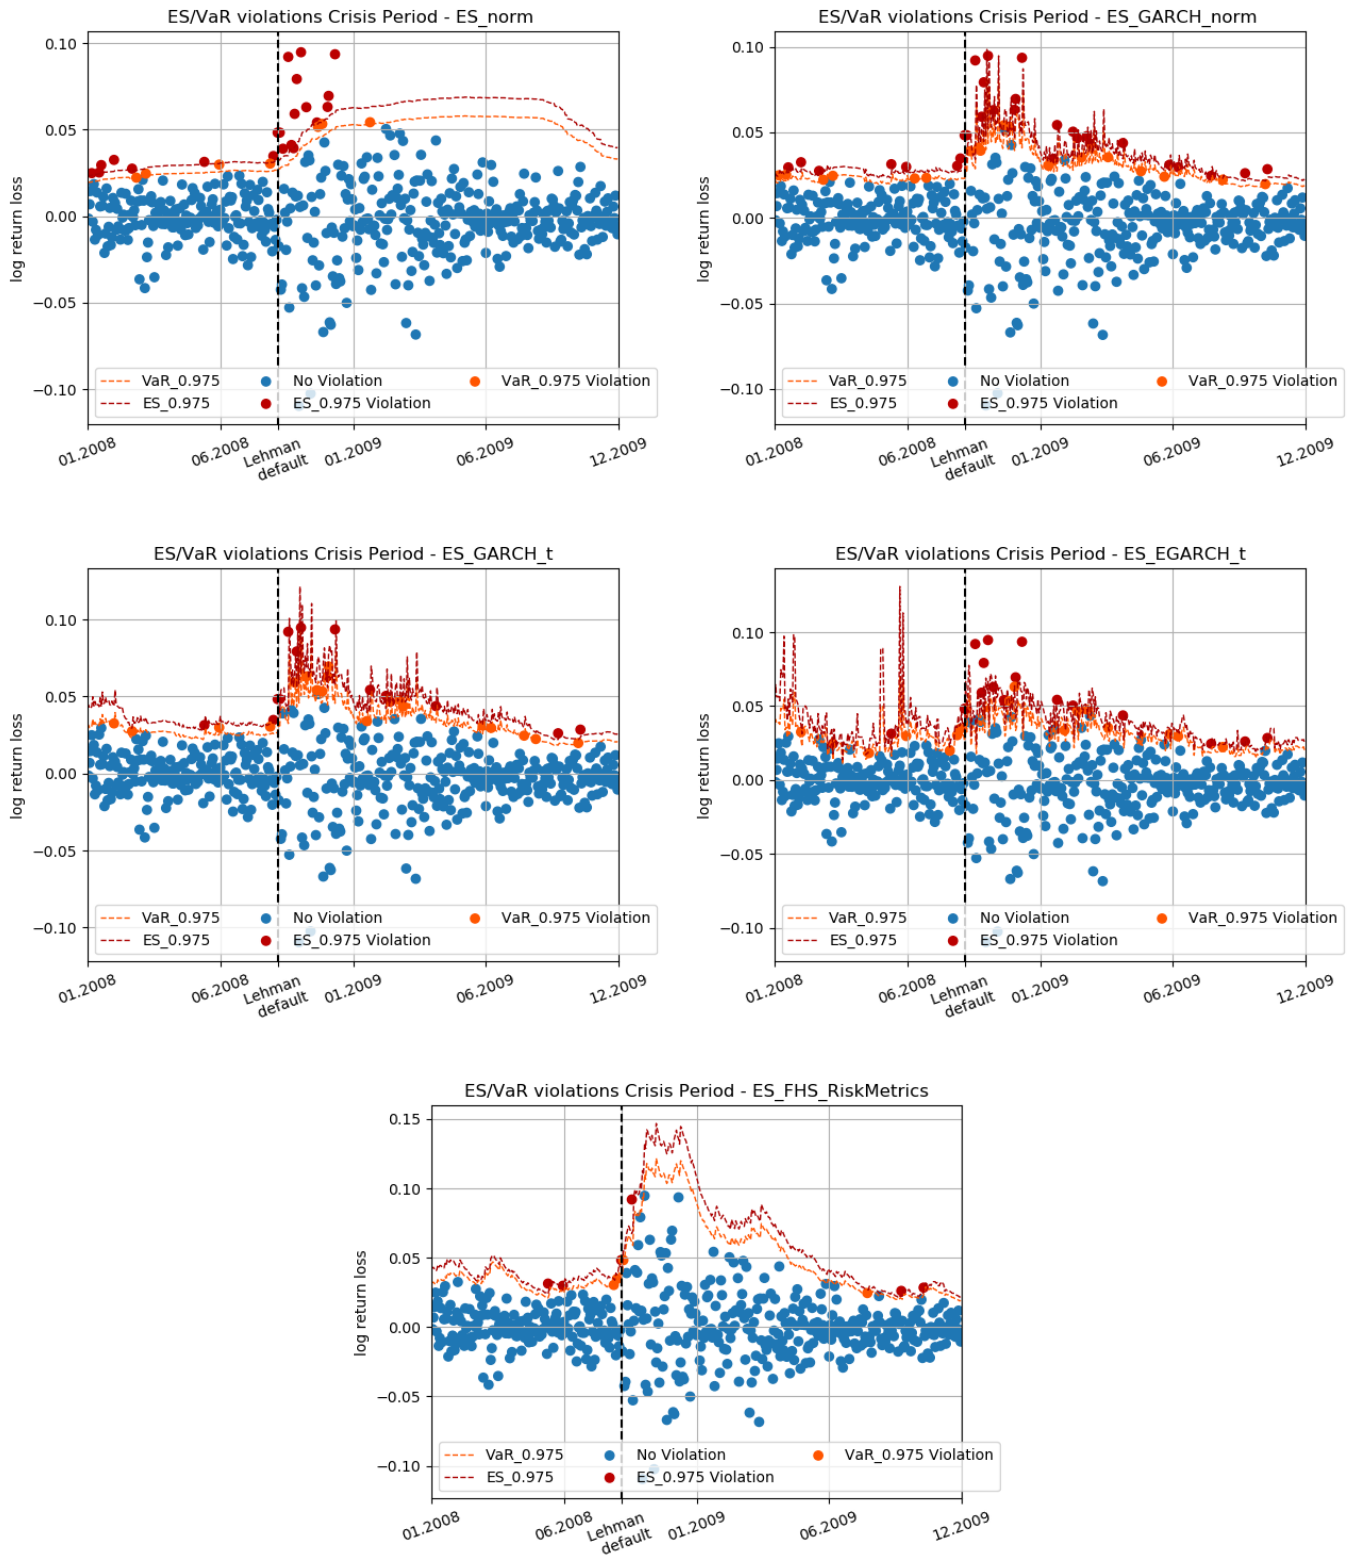 ES/VaR violations Crisis Period - ES_norm
log return loss
0.10
0.05
0.00
−0.05
−0.10
VaR_0.975
ES_0.975
No Violation
ES_0.975 Violation
VaR_0.975 Violation
01.2008
06.2008
Lehman
default
01.2009
06.2009
12.2009
ES/VaR violations Crisis Period - ES_GARCH_norm
log return loss
0.10
0.05
0.00
−0.05
−0.10
VaR_0.975
ES_0.975
No Violation
ES_0.975 Violation
VaR_0.975 Violation
01.2008
06.2008
Lehman
default
01.2009
06.2009
12.2009
ES/VaR violations Crisis Period - ES_GARCH_t
log return loss
0.10
0.05
0.00
−0.05
−0.10
VaR_0.975
ES_0.975
No Violation
ES_0.975 Violation
VaR_0.975 Violation
01.2008
06.2008
Lehman
default
01.2009
06.2009
12.2009
ES/VaR violations Crisis Period - ES_EGARCH_t
log return loss
0.10
0.05
0.00
−0.05
−0.10
VaR_0.975
ES_0.975
No Violation
ES_0.975 Violation
VaR_0.975 Violation
01.2008
06.2008
Lehman
default
01.2009
06.2009
12.2009
ES/VaR violations Crisis Period - ES_FHS_RiskMetrics
log return loss
0.15
0.10
0.05
0.00
−0.05
−0.10
VaR_0.975
ES_0.975
No Violation
ES_0.975 Violation
VaR_0.975 Violation
01.2008
06.2008
Lehman
default
01.2009
06.2009
12.2009